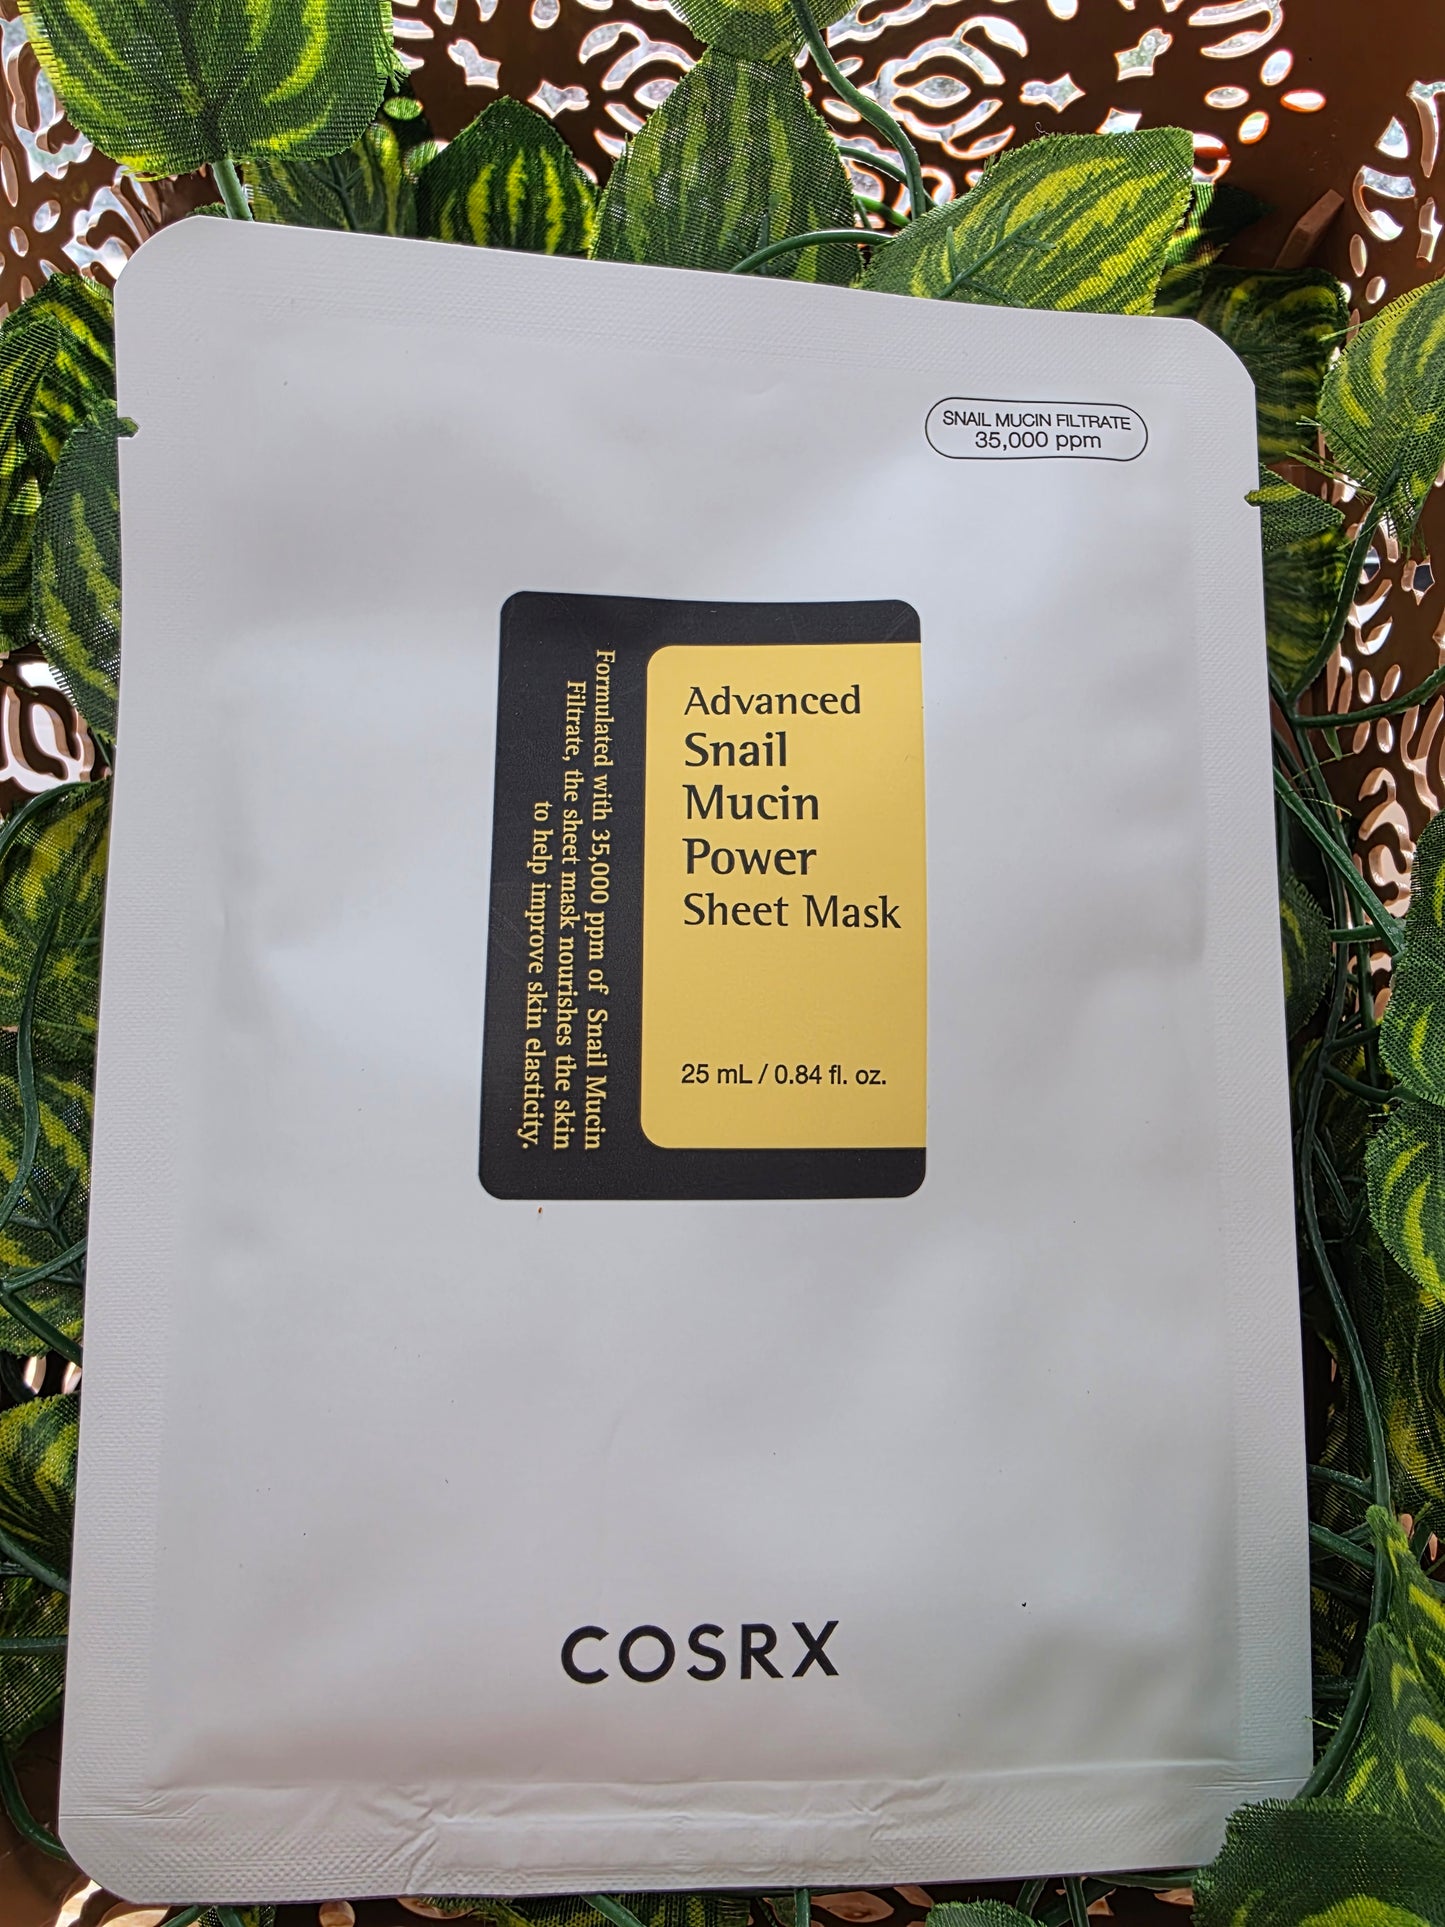 SNAIL MUCIN FILTRATE
35,000 ppm
Advanced
Snail
Mucin
Power
Sheet Mask
25 mL / 0.84 fl. oz.
Formulated with 35,000 ppm of Snail Mucin
Filtrate, the sheet mask nourishes the skin
to help improve skin elasticity.
COSRX